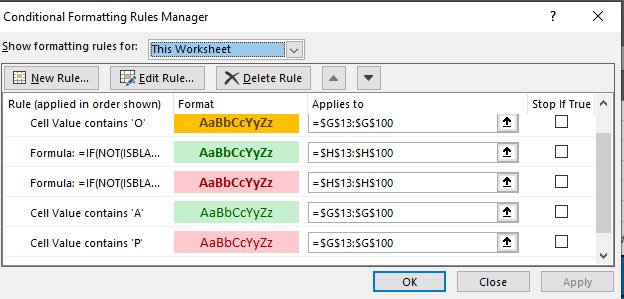 Conditional Formatting Rules Manager
Show formatting rules for: This Worksheet
New Rule... Edit Rule... Delete Rule
Rule (applied in order shown) Format Applies to Stop If True
Cell Value contains 'O' AaBbCcYyZz =$G$13:$G$100
Formula: =IF(NOT(ISBLA... AaBbCcYyZz =$H$13:$H$100
Formula: =IF(NOT(ISBLA... AaBbCcYyZz =$H$13:$H$100
Cell Value contains 'A' AaBbCcYyZz =$G$13:$G$100
Cell Value contains 'P' AaBbCcYyZz =$G$13:$G$100
OK Close Apply